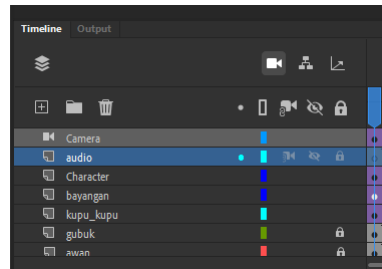 Timeline Output
Camera
audio
Character
bayangan
kupu_kupu
gubuk
awan